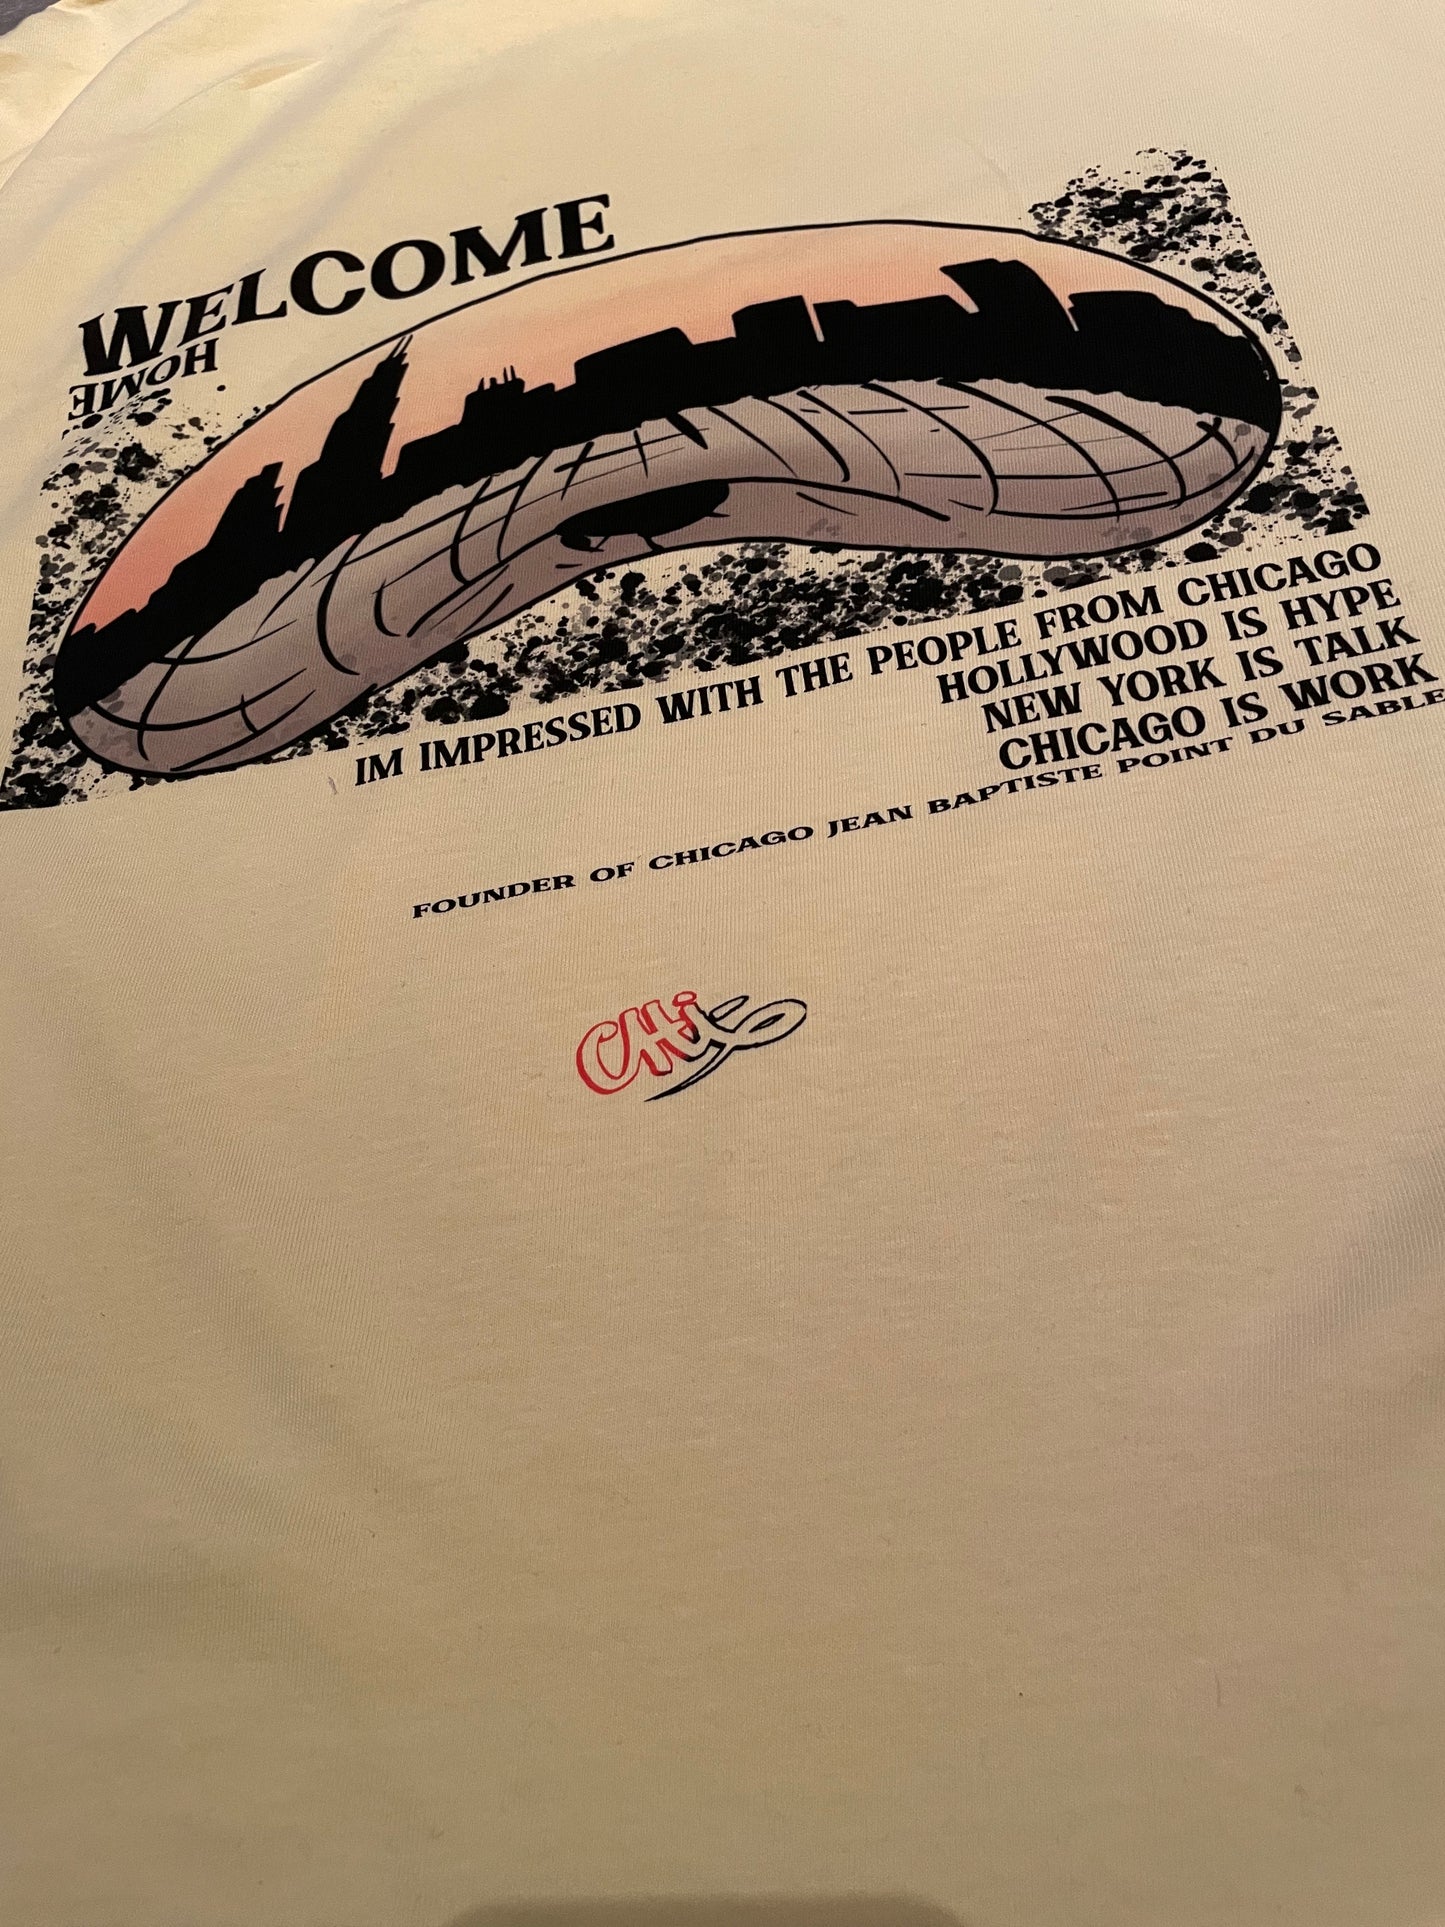 WELCOME
HOME
IM IMPRESSED WITH THE PEOPLE FROM CHICAGO
HOLLYWOOD IS HYPE
NEW YORK IS TALK
CHICAGO IS WORK
FOUNDER OF CHICAGO JEAN BAPTISTE POINT DU SABLE
CHi